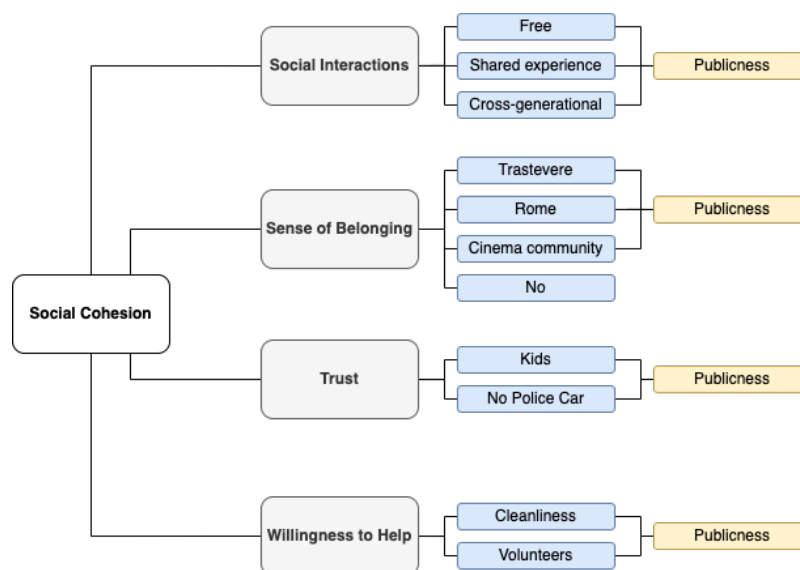 Free
Social Interactions
Shared experience
Publicness
Cross-generational
Trastevere
Sense of Belonging
Rome
Publicness
Cinema community
No
Social Cohesion
Kids
Trust
Publicness
No Police Car
Cleanliness
Willingness to Help
Publicness
Volunteers